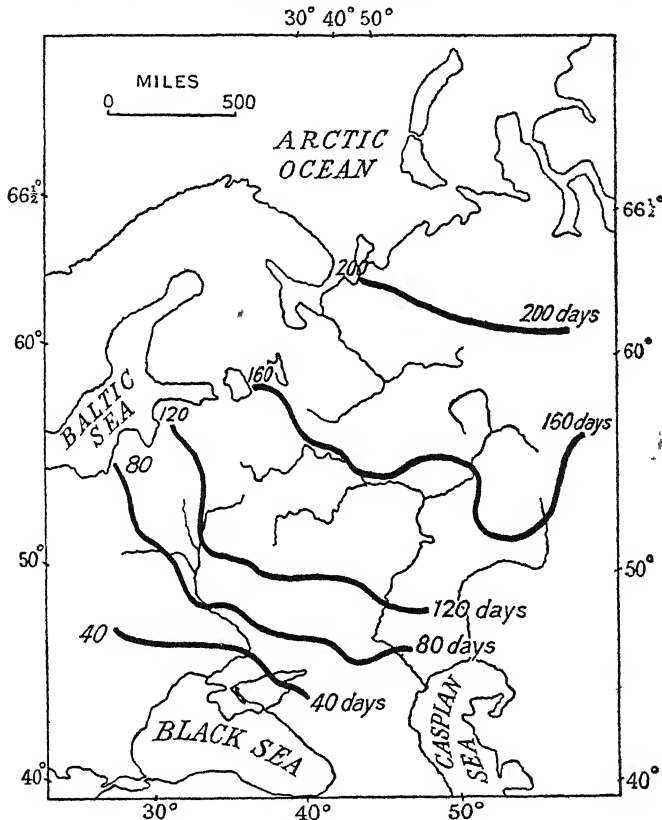 30° 40° 50°
MILES
0 500
ARCTIC
OCEAN
66½°
66½°
200
200 days
60°
60°
160
160 days
BALTIC
SEA
120
80
50°
50°
120 days
40
80 days
40 days
BLACK SEA
CASPIAN
SEA
40°
40°
30° 40° 50°